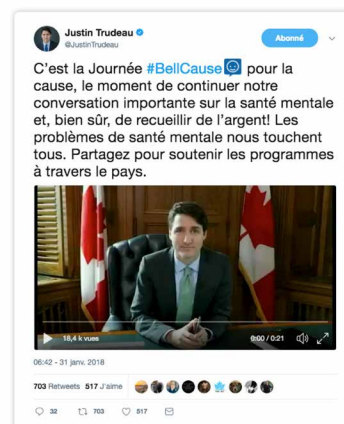 Justin Trudeau
@JustinTrudeau
Abonné
C'est la Journée #BellCause pour la
cause, le moment de continuer notre
conversation importante sur la santé mentale
et, bien sûr, de recueillir de l'argent! Les
problèmes de santé mentale nous touchent
tous. Partagez pour soutenir les programmes
à travers le pays.
18,4 k vues
0:00 / 0:21
06:42 - 31 janv. 2018
703 Retweets 517 J'aime
32 703 517